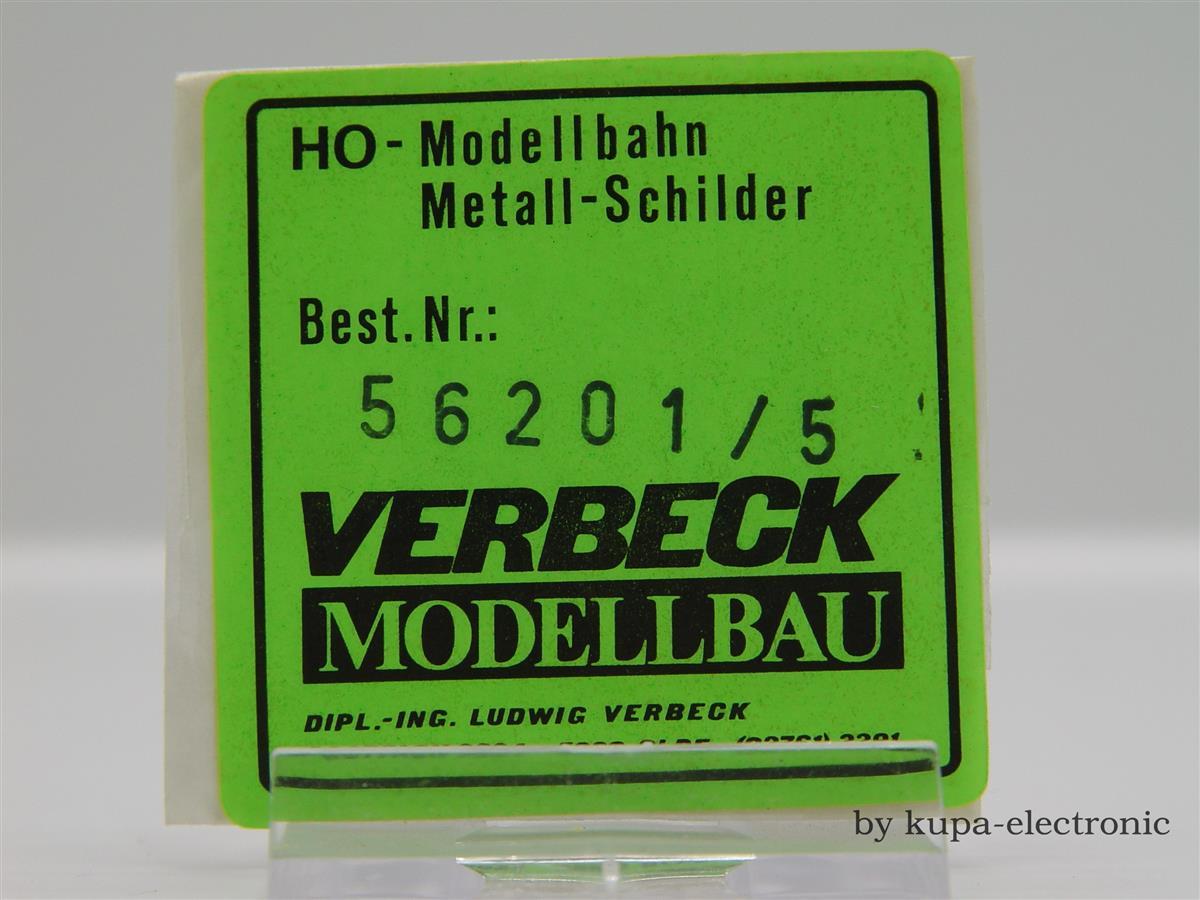 HO - Modellbahn
Metall-Schilder
Best. Nr.:
56201/5
VERBECK
MODELLBAU
DIPL.-ING. LUDWIG VERBECK
by kupa-electronic